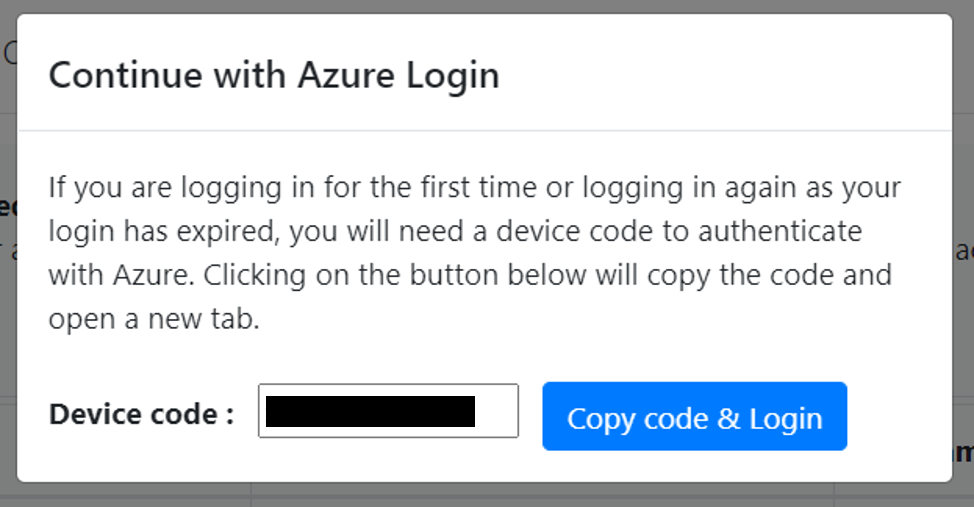 Continue with Azure Login
If you are logging in for the first time or logging in again as your
login has expired, you will need a device code to authenticate
with Azure. Clicking on the button below will copy the code and
open a new tab.
Device code :
Copy code & Login